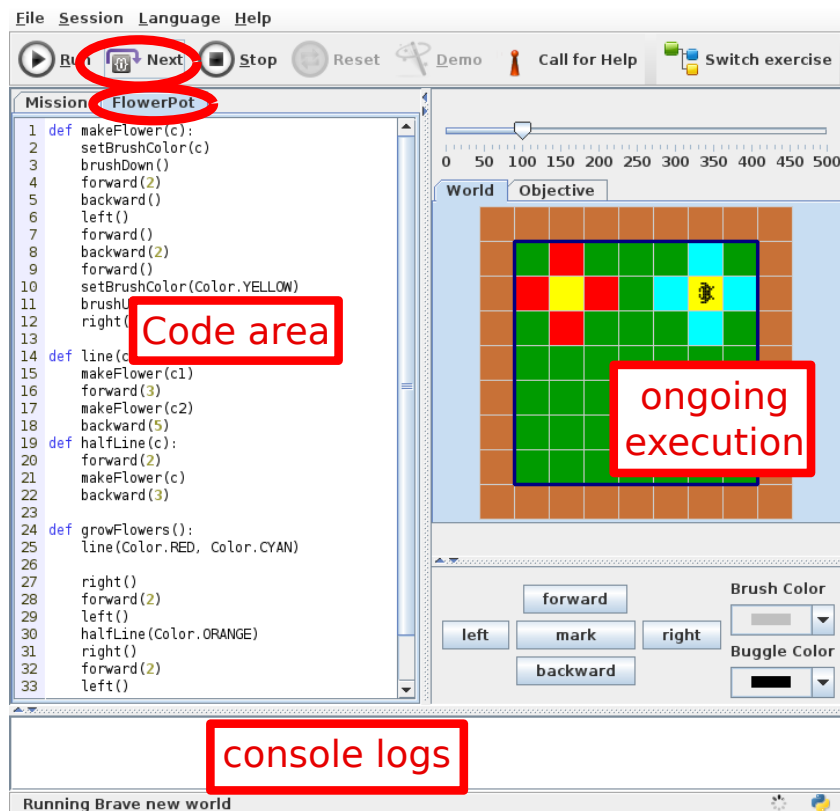 File Session Language Help
Run Next Stop Reset Demo Call for Help Switch exercise
Mission FlowerPot
1 def makeFlower(c):
2 setBrushColor(c)
3 brushDown()
4 forward(2)
5 backward()
6 left()
7 forward()
8 backward(2)
9 forward()
10 setBrushColor(Color.YELLOW)
11
12
13
14 def
15 makeFlower(c1)
16 forward(3)
17 makeFlower(c2)
18 backward(5)
19 def halfLine(c):
20 forward(2)
21 makeFlower(c)
22 backward(3)
23
24 def growFlowers():
25 line(Color.RED, Color.CYAN)
26
27 right()
28 forward(2)
29 left()
30 halfLine(Color.ORANGE)
31 right()
32 forward(2)
33 left()
Code area
0 50 100 150 200 250 300 350 400 450 500
World Objective
ongoing
execution
forward
left mark right
backward
Brush Color
Buggle Color
console logs
Running Brave new world